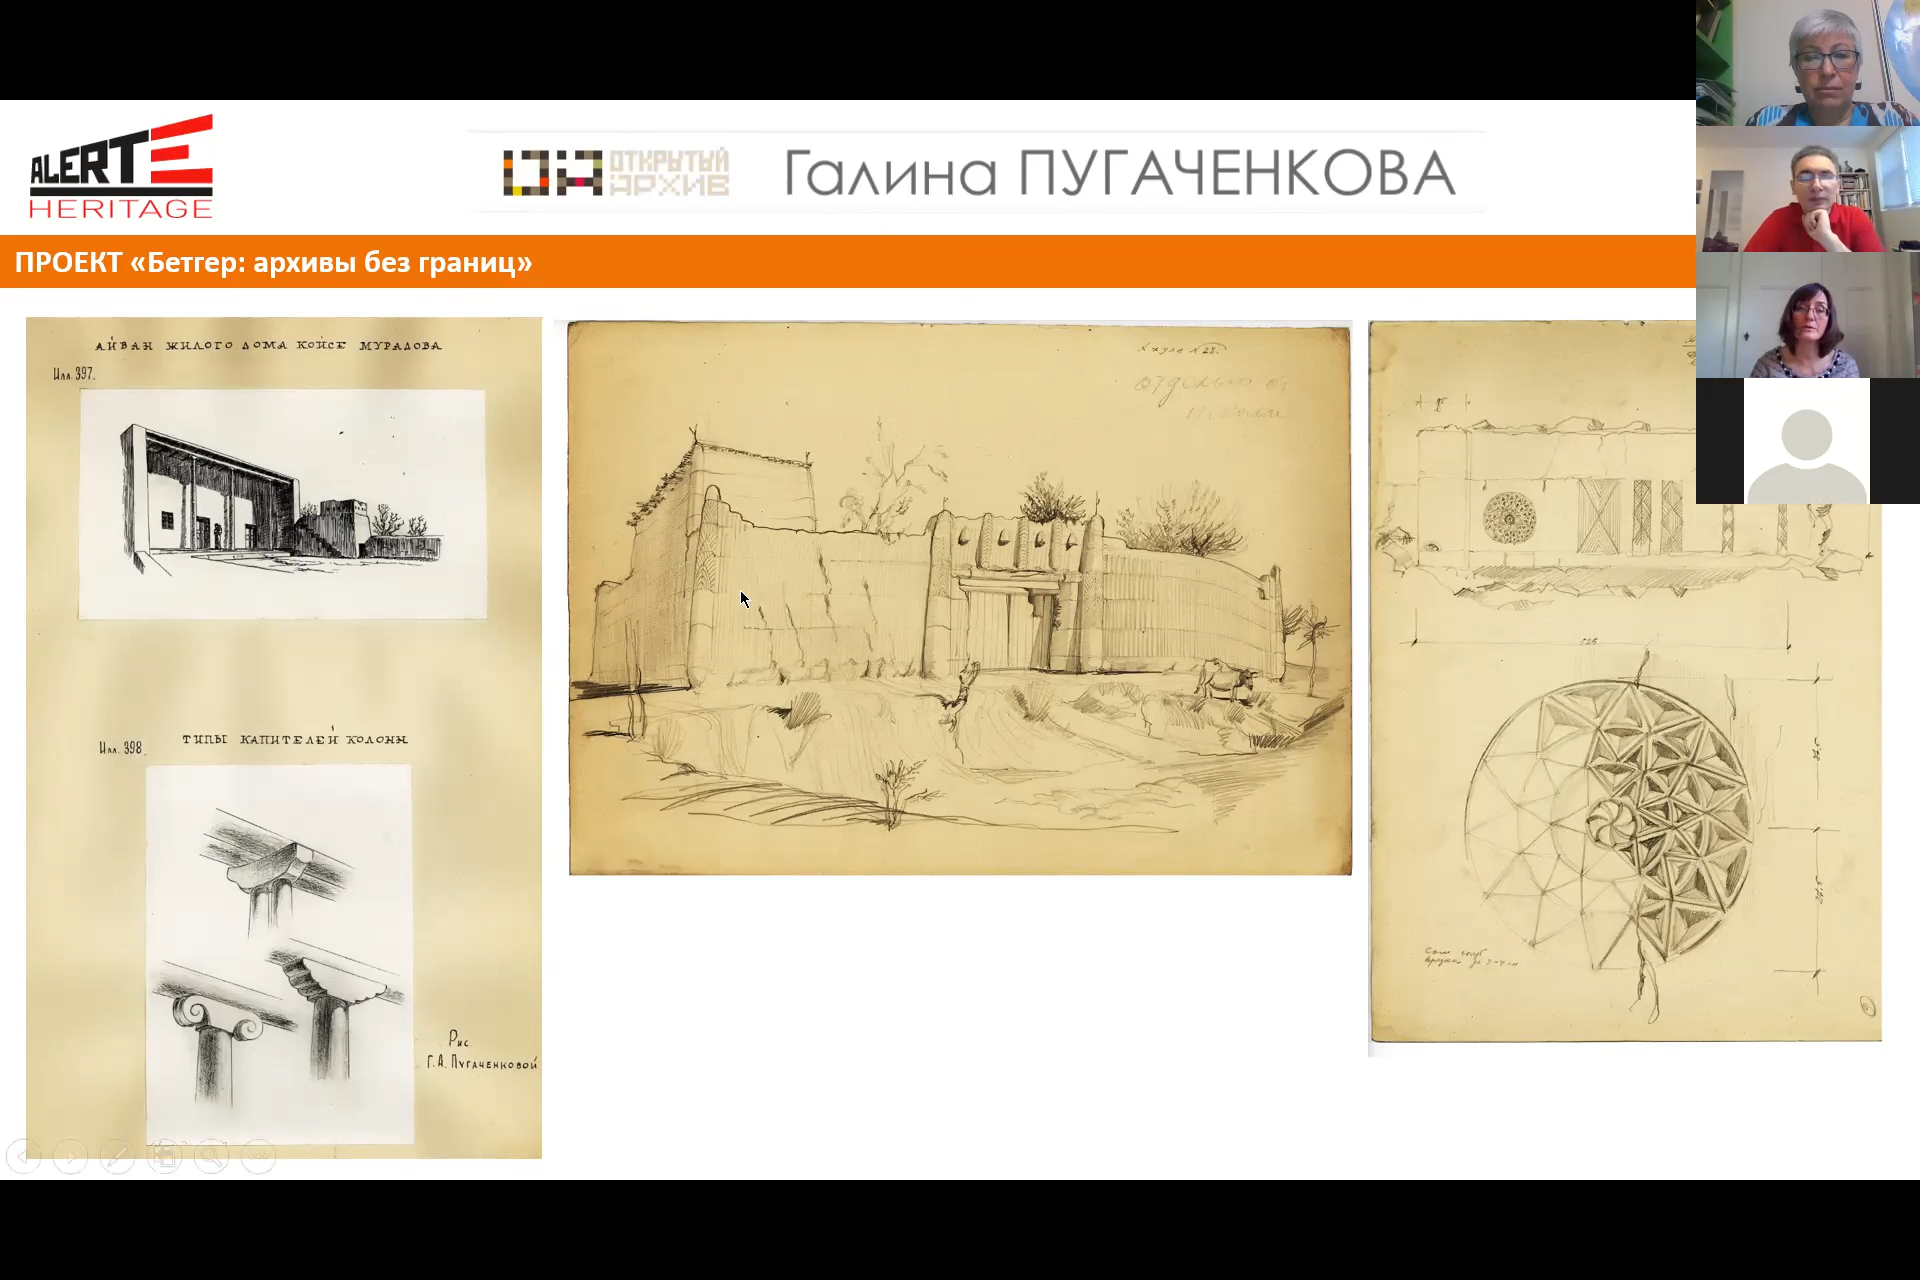 ALERTE
HERITAGE
ОТКРЫТЫЙ
АРХИВ
Галина ПУГАЧЕНКОВА
ПРОЕКТ «Бетгер: архивы без границ»
АЙВАН ЖИЛОГО ДОМА КОЙСЕ МУРАДОВА
Илл. 397.
Илл. 398.
ТИПЫ КАПИТЕЛЕЙ КОЛОНН
Рис
Г.А. Пугаченковой
отдельно